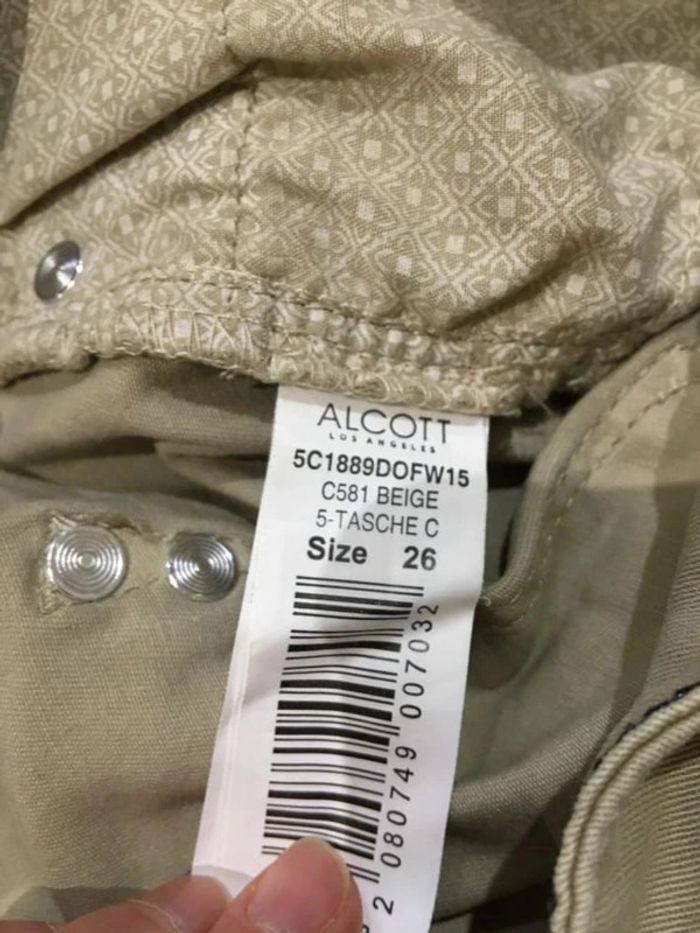 ALCOTT
LOS ANGELES
5C1889DOFW15
C581 BEIGE
5-TASCHE C
Size 26
2 080749 007032